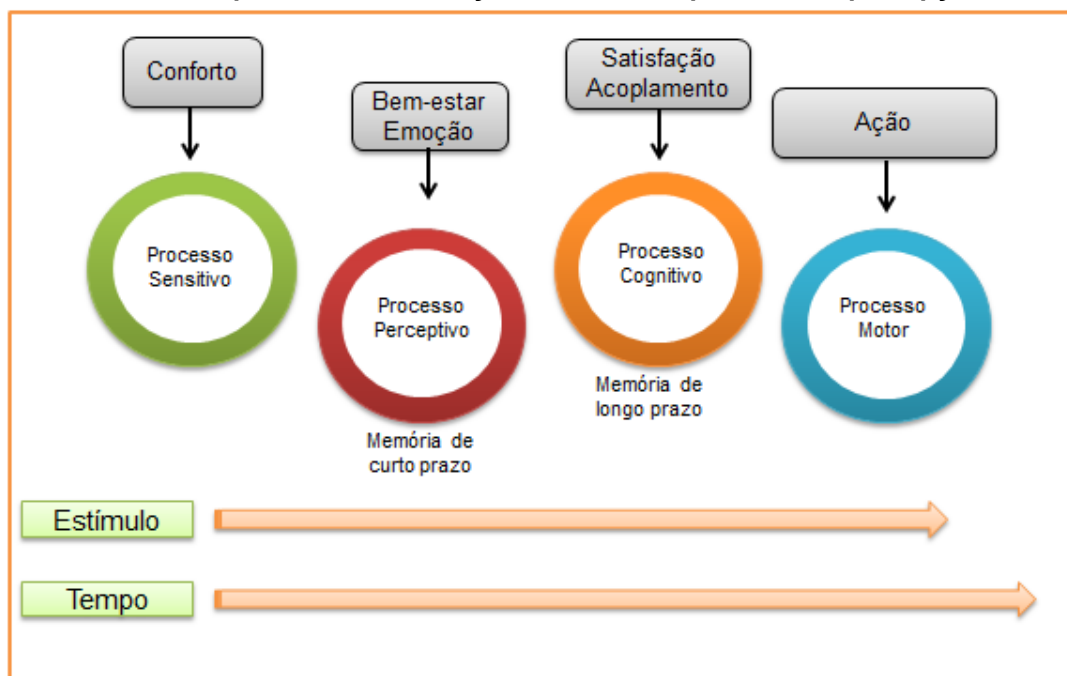 Conforto
Bem-estar
Emoção
Satisfação
Acoplamento
Ação
Processo
Sensitivo
Processo
Perceptivo
Processo
Cognitivo
Processo
Motor
Memória de
curto prazo
Memória de
longo prazo
Estímulo
Tempo